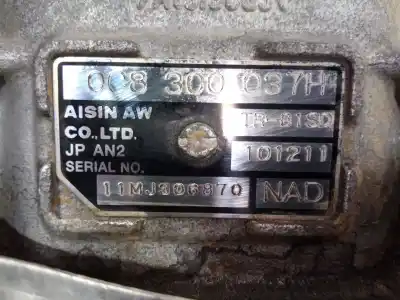 0C8 300 037H
AISIN AW
CO.,LTD.
JP AN2
SERIAL NO.
TR-81SD
101211
11MJ306870
NAD